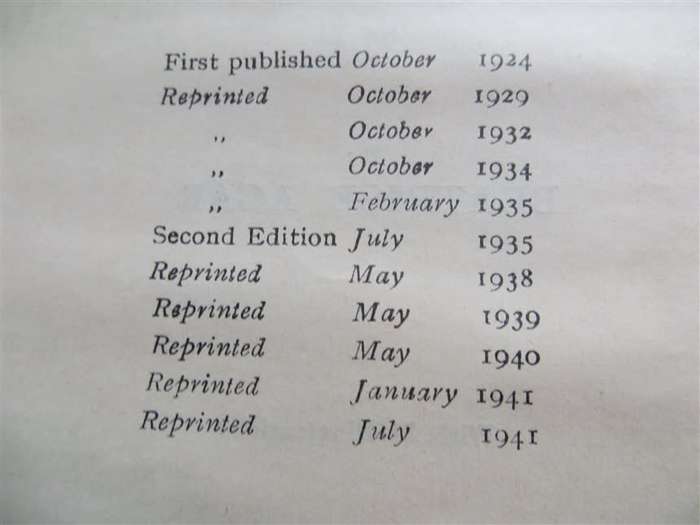 First published October 1924
Reprinted October 1929
„ October 1932
„ October 1934
„ February 1935
Second Edition July 1935
Reprinted May 1938
Reprinted May 1939
Reprinted May 1940
Reprinted January 1941
Reprinted July 1941